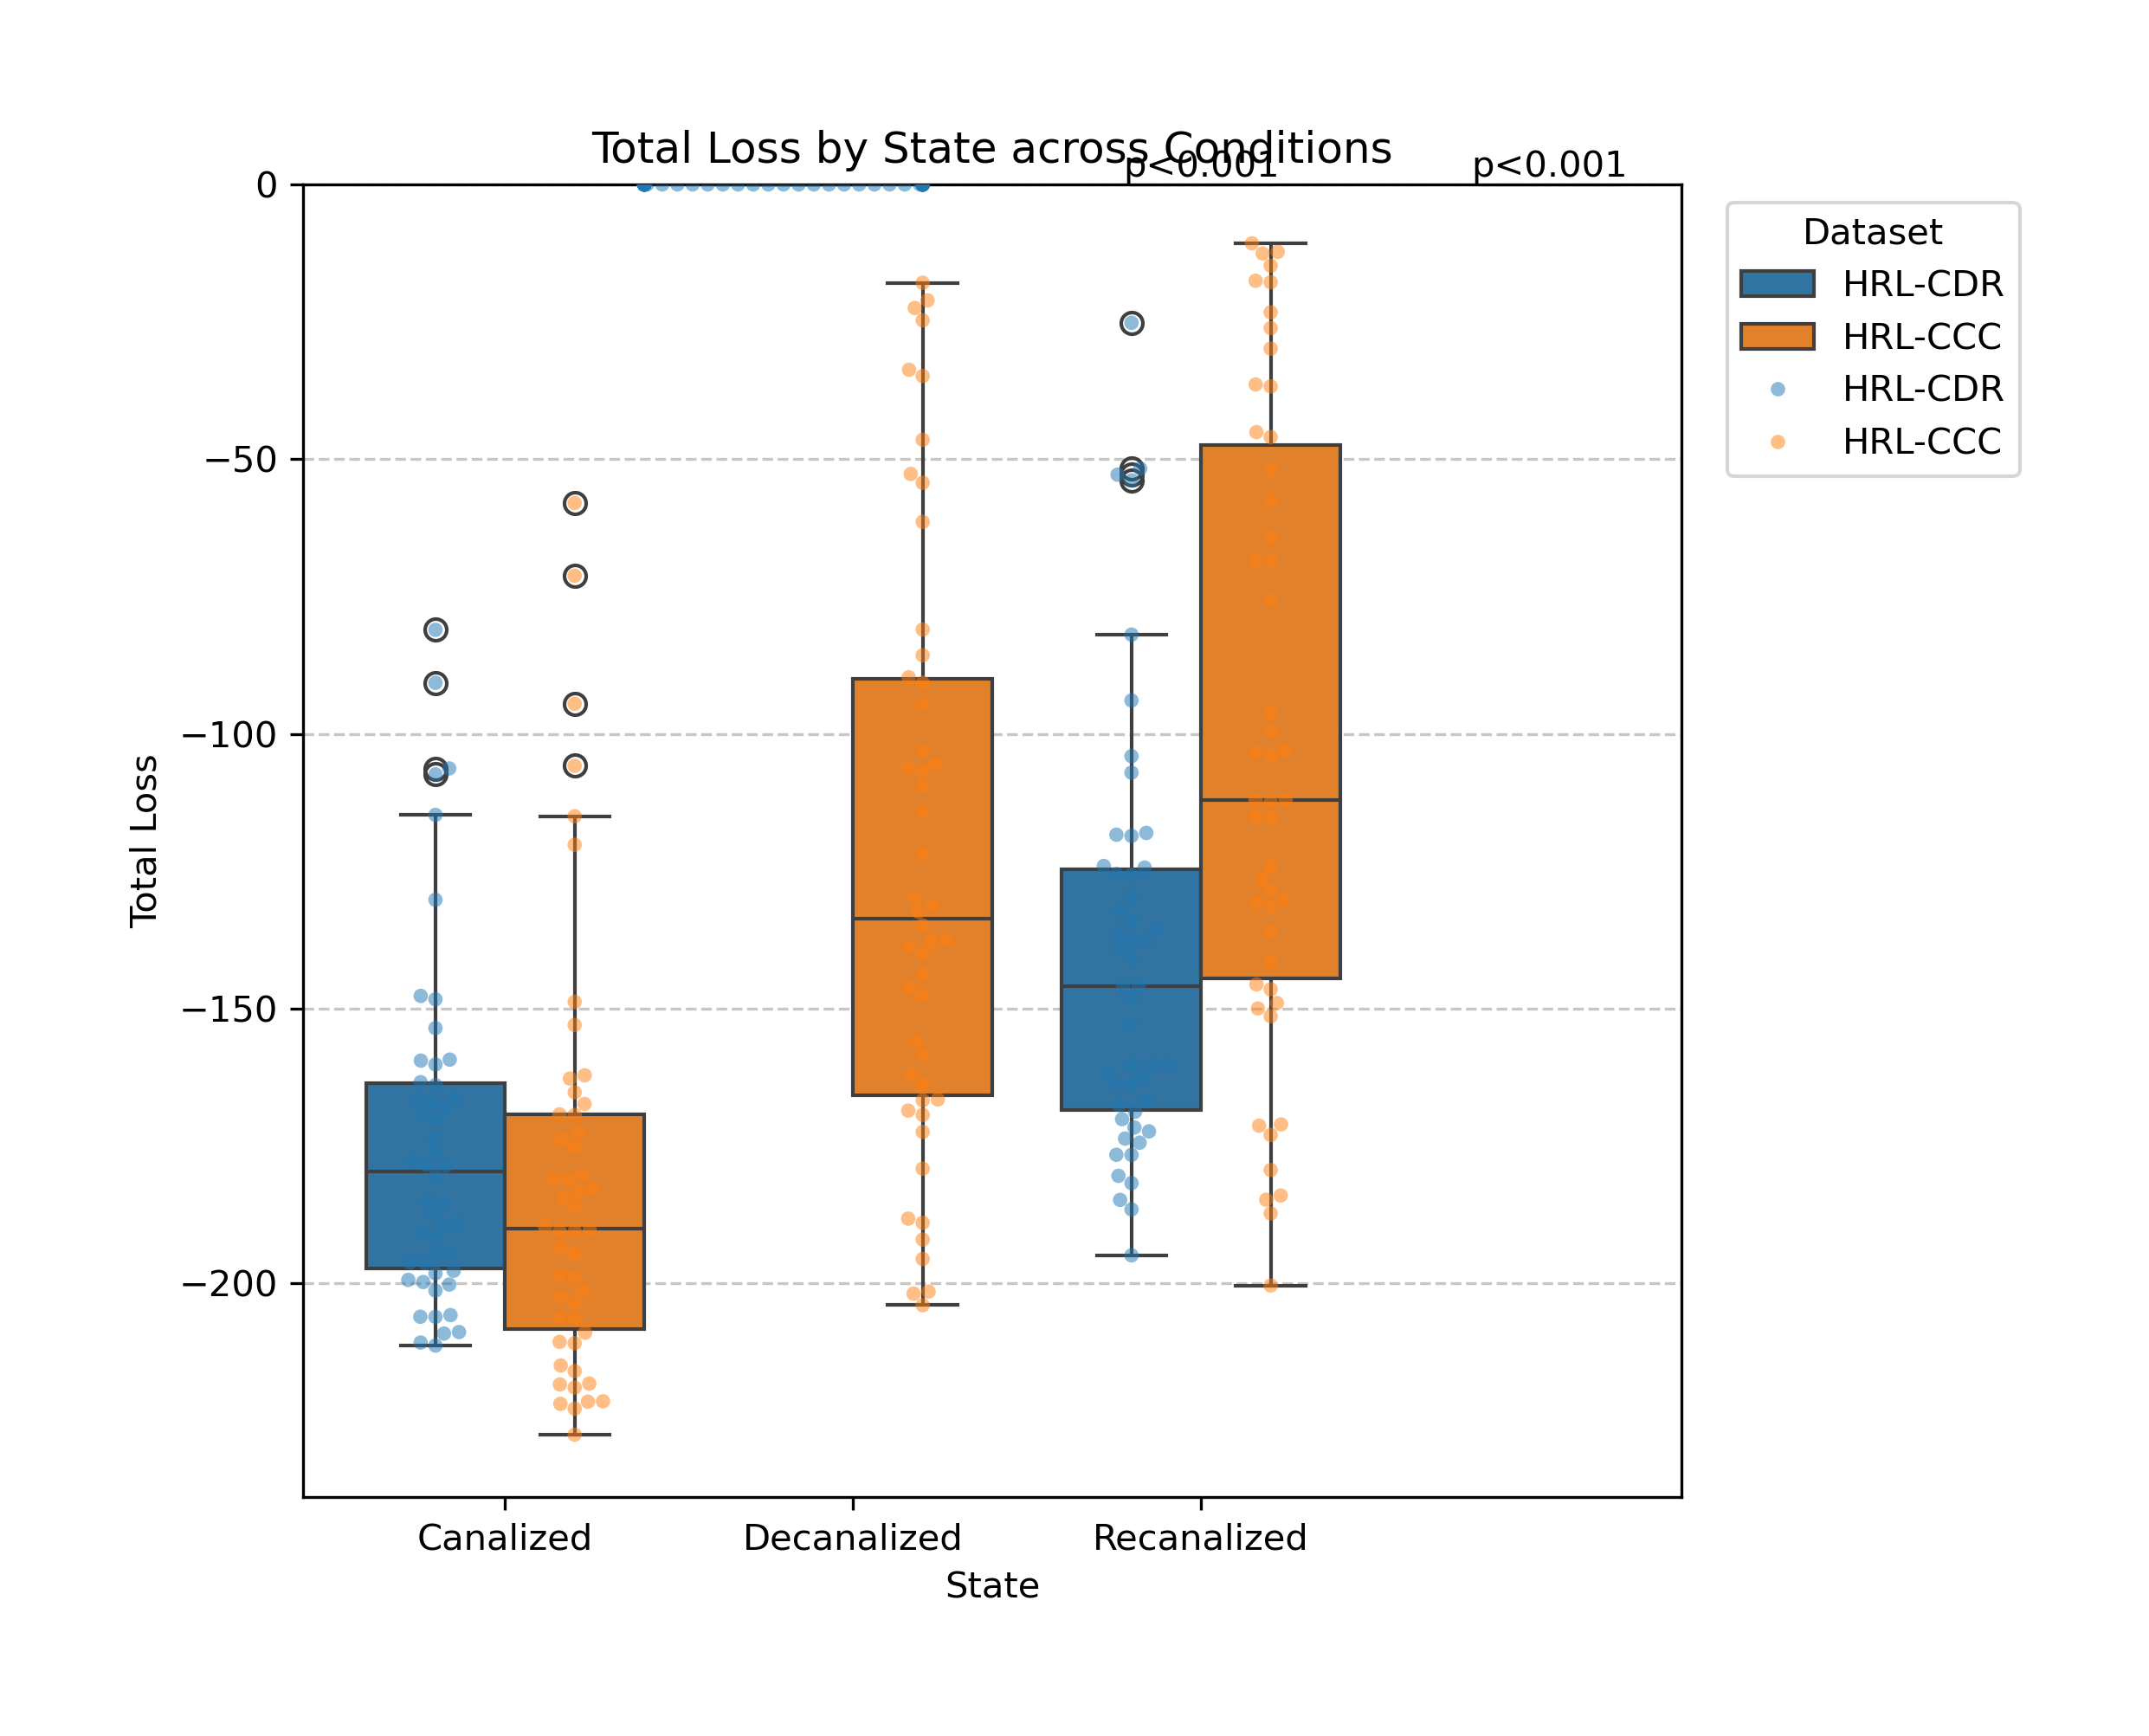 Total Loss by State across Conditions
p<0.001
p<0.001
0
−50
−100
−150
−200
Total Loss
Canalized
Decanalized
Recanalized
State
Dataset
HRL-CDR
HRL-CCC
HRL-CDR
HRL-CCC